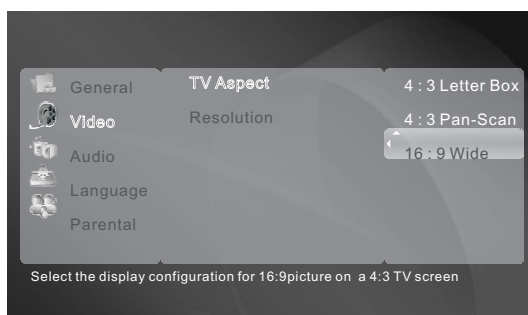 General
Video
Audio
Language
Parental
TV Aspect
Resolution
4 : 3 Letter Box
4 : 3 Pan-Scan
16 : 9 Wide
Select the display configuration for 16:9picture on a 4:3 TV screen